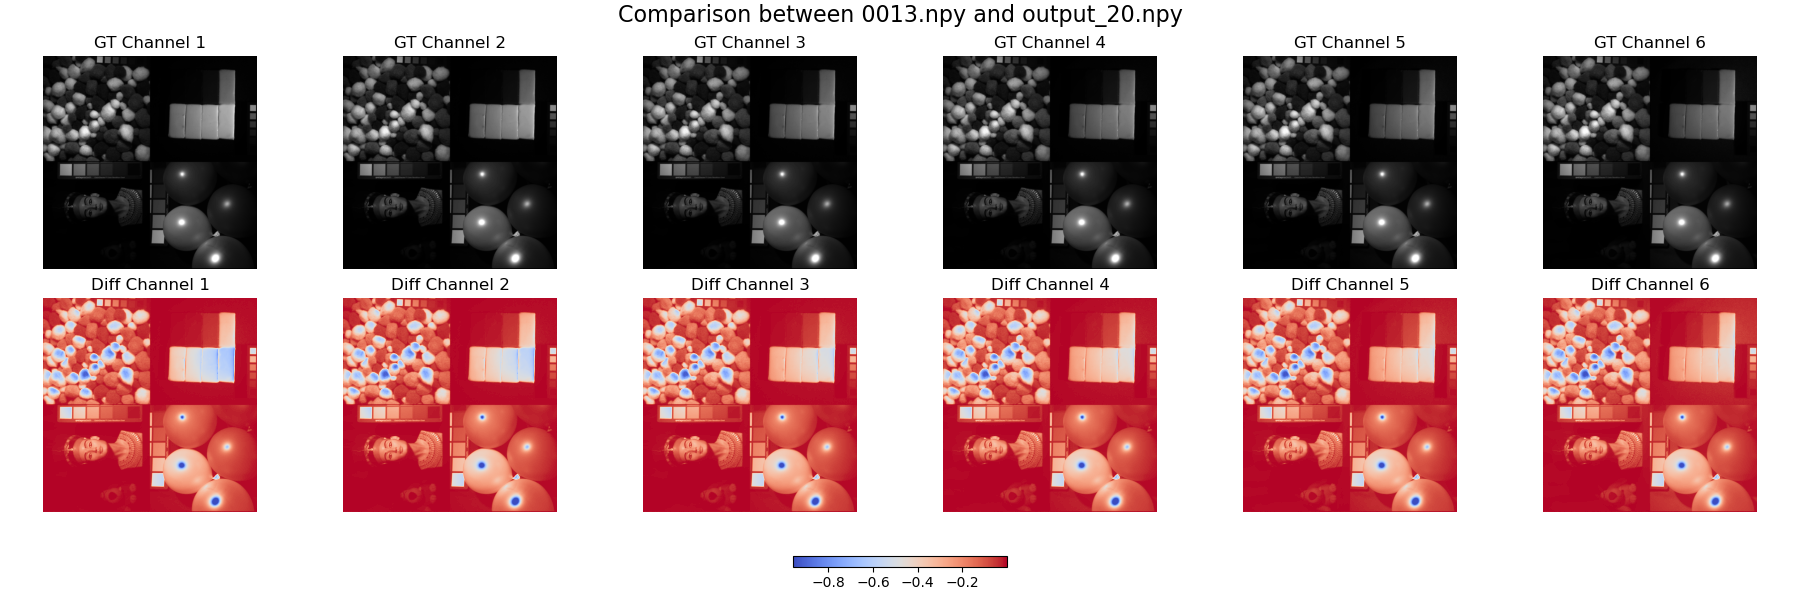 Comparison between 0013.npy and output_20.npy
GT Channel 1
GT Channel 2
GT Channel 3
GT Channel 4
GT Channel 5
GT Channel 6
Diff Channel 1
Diff Channel 2
Diff Channel 3
Diff Channel 4
Diff Channel 5
Diff Channel 6
−0.8 −0.6 −0.4 −0.2